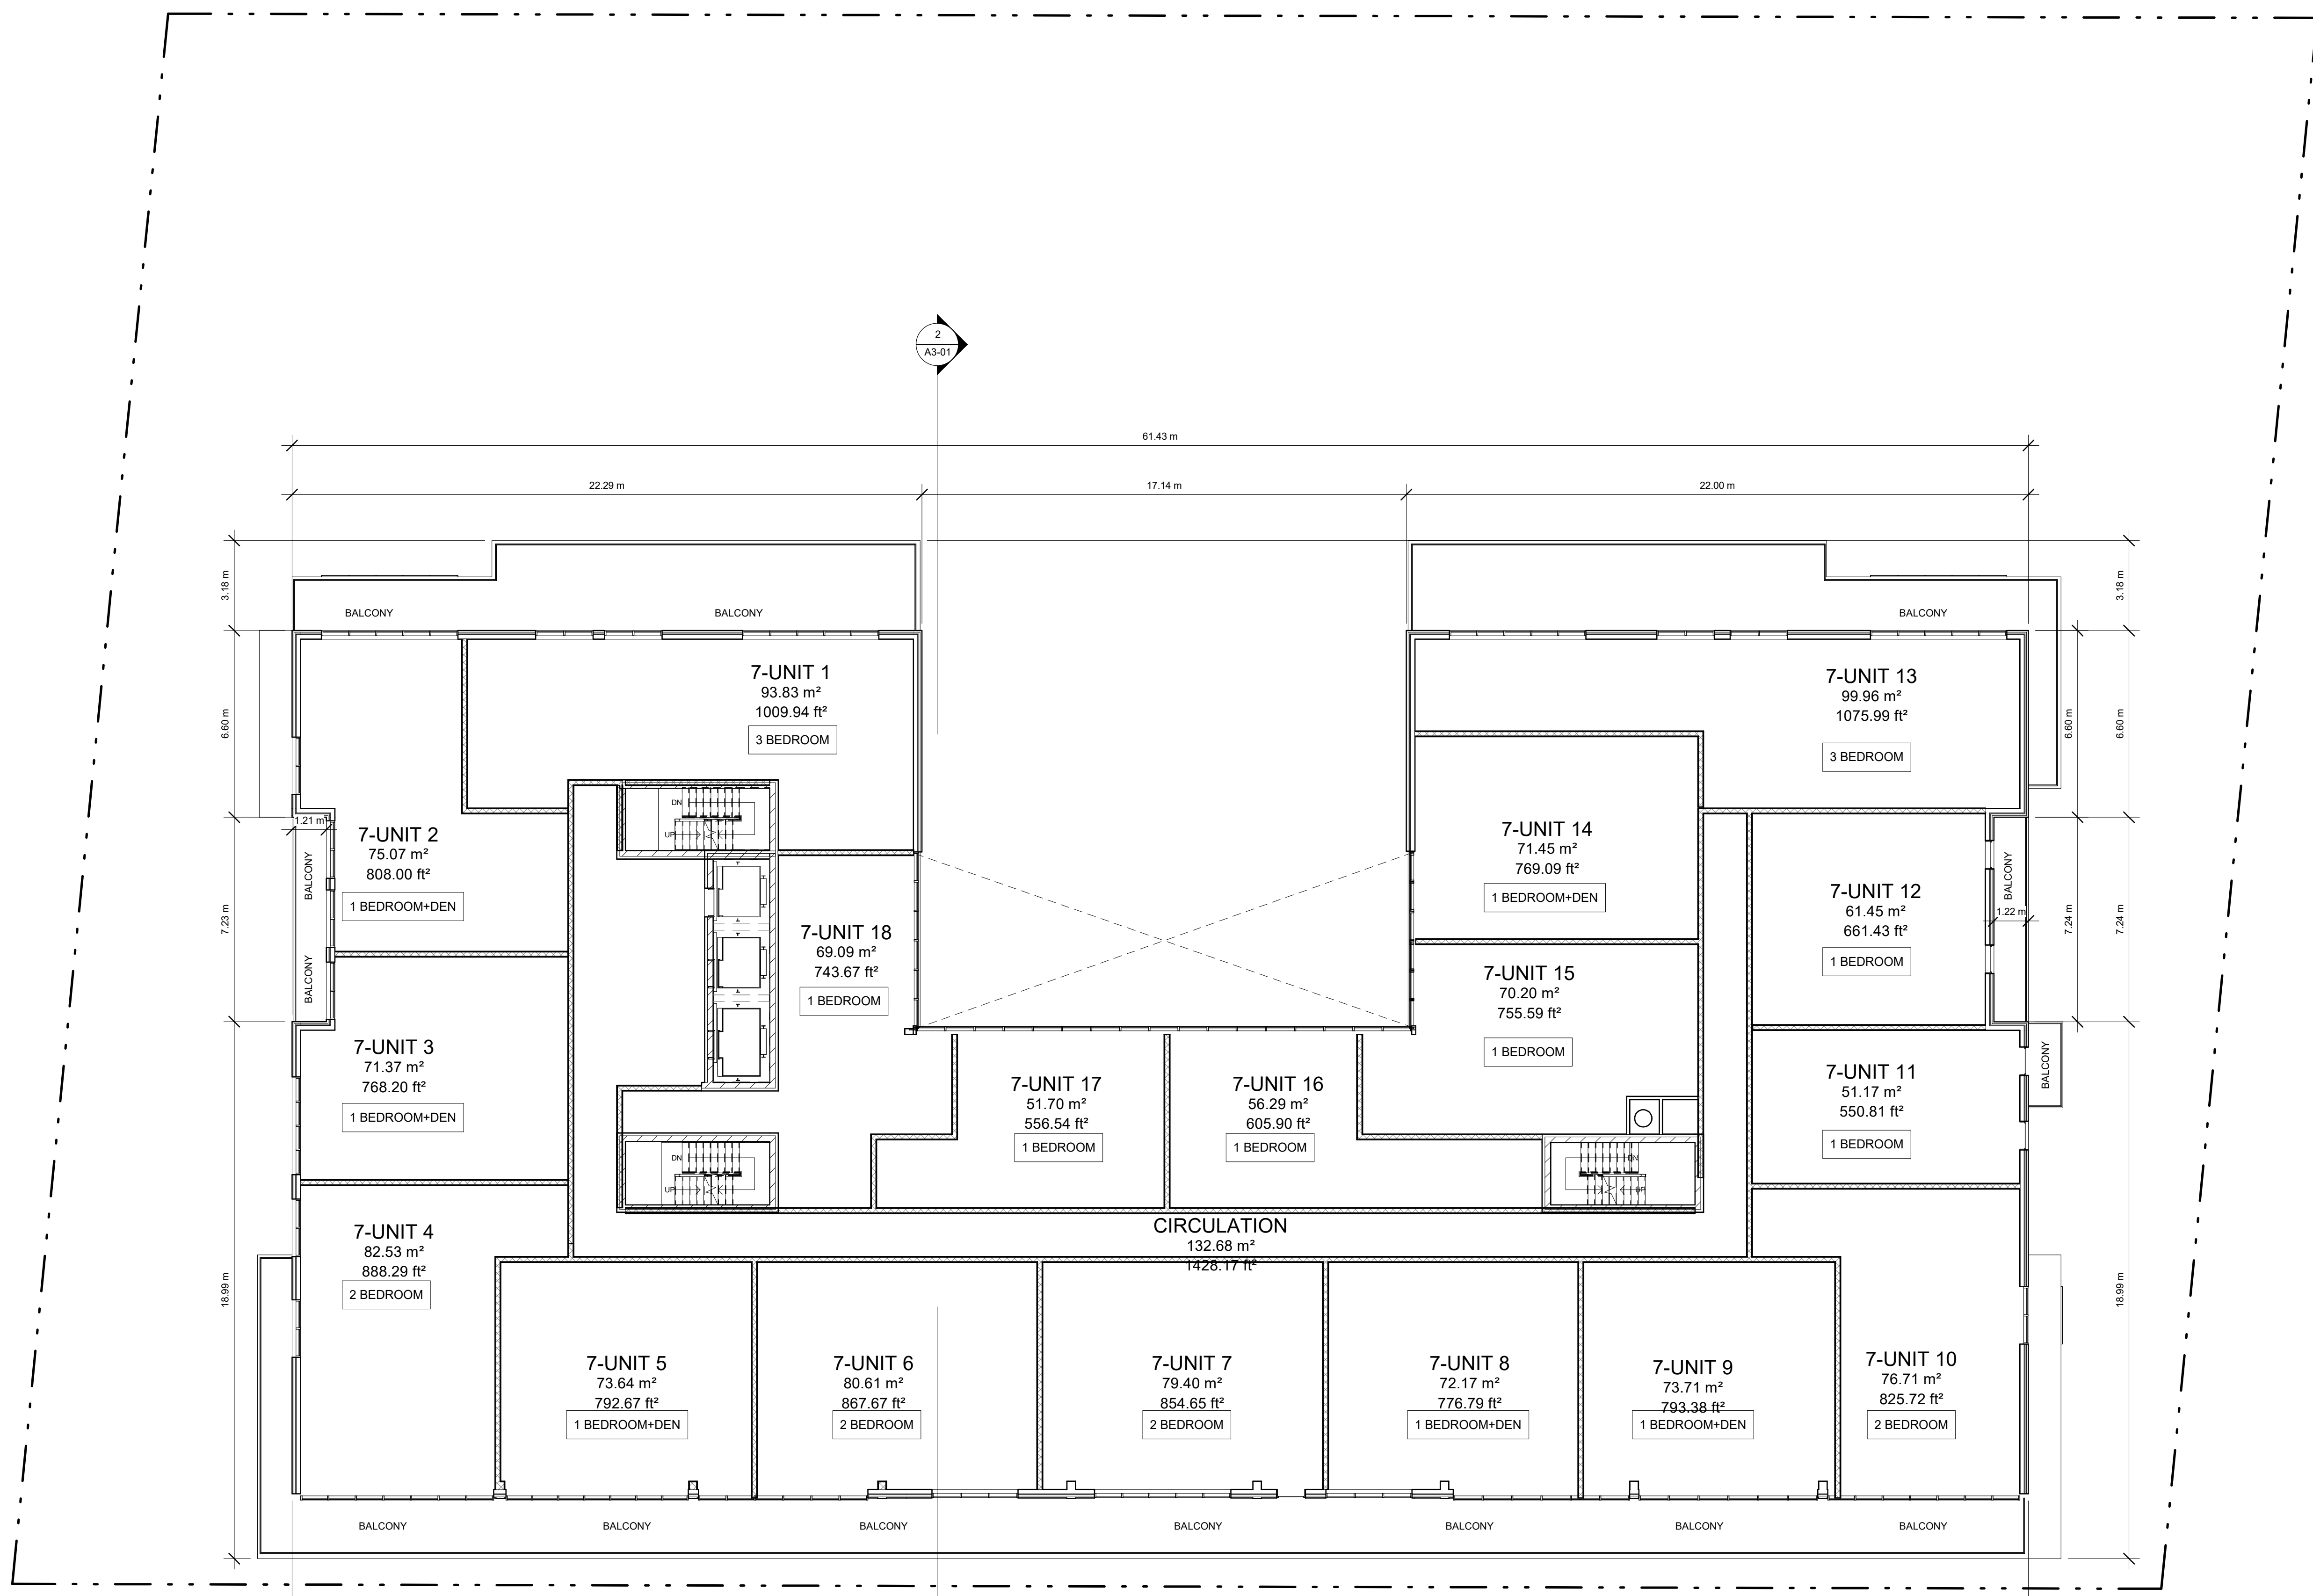 2
A3-01
61.43 m
22.29 m
17.14 m
22.00 m
3.18 m
3.18 m
BALCONY
BALCONY
BALCONY
7-UNIT 1
93.83 m²
1009.94 ft²
3 BEDROOM
7-UNIT 13
99.96 m²
1075.99 ft²
3 BEDROOM
6.60 m
6.60 m
6.60 m
DN
UP
1.21 m
7-UNIT 2
75.07 m²
808.00 ft²
1 BEDROOM+DEN
BALCONY
7-UNIT 14
71.45 m²
769.09 ft²
1 BEDROOM+DEN
7-UNIT 12
61.45 m²
661.43 ft²
1 BEDROOM
BALCONY
1.22 m
7.23 m
7.24 m
7.24 m
7-UNIT 18
69.09 m²
743.67 ft²
1 BEDROOM
BALCONY
7-UNIT 15
70.20 m²
755.59 ft²
1 BEDROOM
7-UNIT 3
71.37 m²
768.20 ft²
1 BEDROOM+DEN
7-UNIT 17
51.70 m²
556.54 ft²
1 BEDROOM
7-UNIT 16
56.29 m²
605.90 ft²
1 BEDROOM
7-UNIT 11
51.17 m²
550.81 ft²
1 BEDROOM
BALCONY
DN
UP
DN
UP
CIRCULATION
132.68 m²
1428.17 ft²
7-UNIT 4
82.53 m²
888.29 ft²
2 BEDROOM
18.99 m
18.99 m
7-UNIT 5
73.64 m²
792.67 ft²
1 BEDROOM+DEN
7-UNIT 6
80.61 m²
867.67 ft²
2 BEDROOM
7-UNIT 7
79.40 m²
854.65 ft²
2 BEDROOM
7-UNIT 8
72.17 m²
776.79 ft²
1 BEDROOM+DEN
7-UNIT 9
73.71 m²
793.38 ft²
1 BEDROOM+DEN
7-UNIT 10
76.71 m²
825.72 ft²
2 BEDROOM
BALCONY
BALCONY
BALCONY
BALCONY
BALCONY
BALCONY
BALCONY